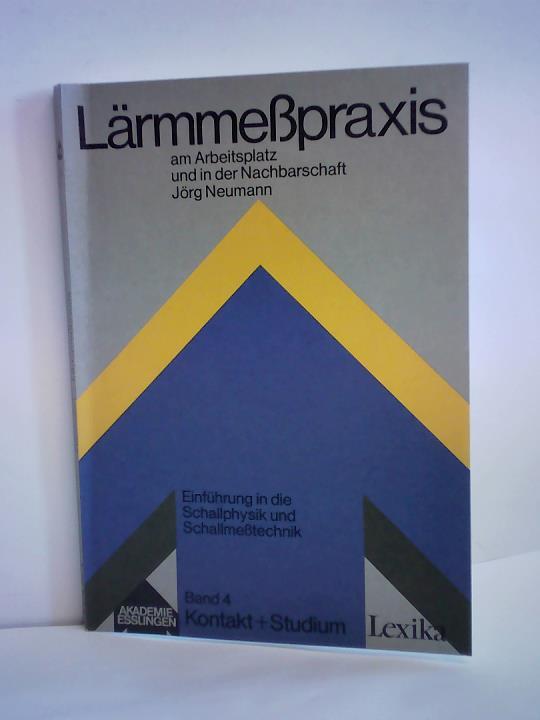 Lärmmeßpraxis
am Arbeitsplatz
und in der Nachbarschaft
Jörg Neumann
Einführung in die
Schallphysik und
Schallmeßtechnik
Band 4
Kontakt + Studium
AKADEMIE
ESSLINGEN
Lexika